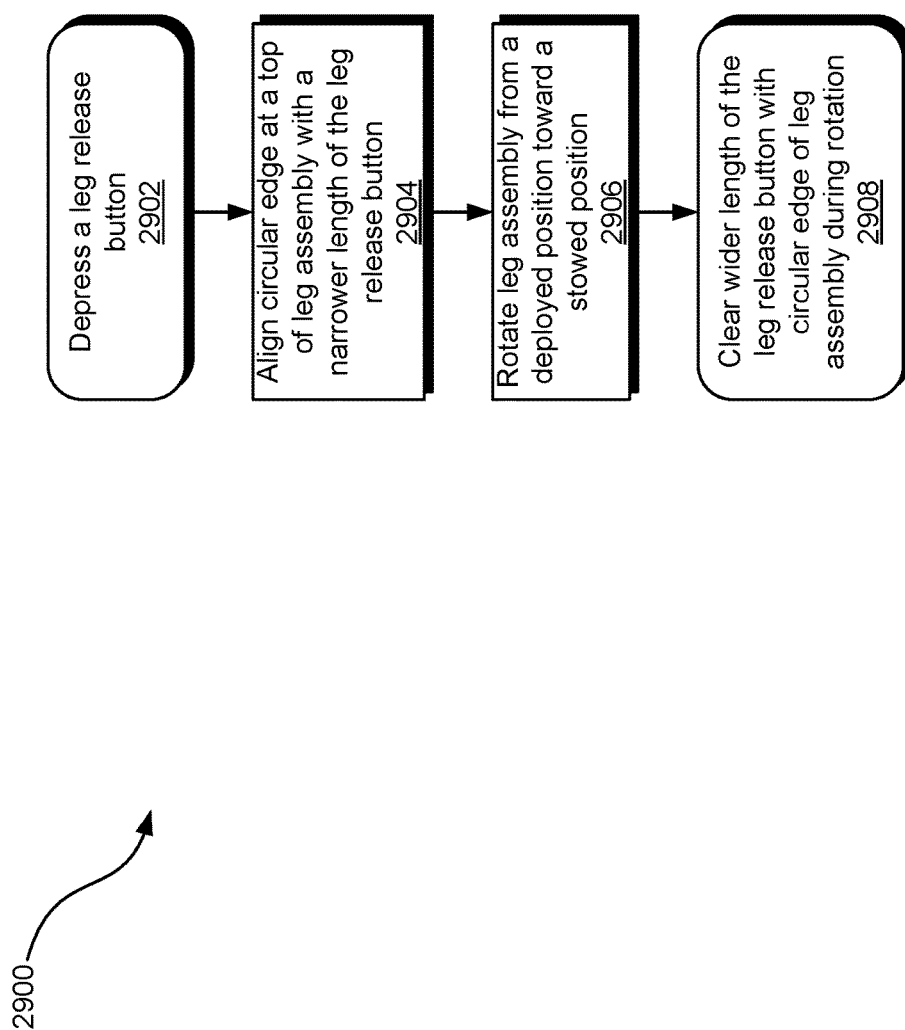 2900
Depress a leg release
button
2902
Align circular edge at a top
of leg assembly with a
narrower length of the leg
release button
2904
Rotate leg assembly from a
deployed position toward a
stowed position
2906
Clear wider length of the
leg release button with
circular edge of leg
assembly during rotation
2908